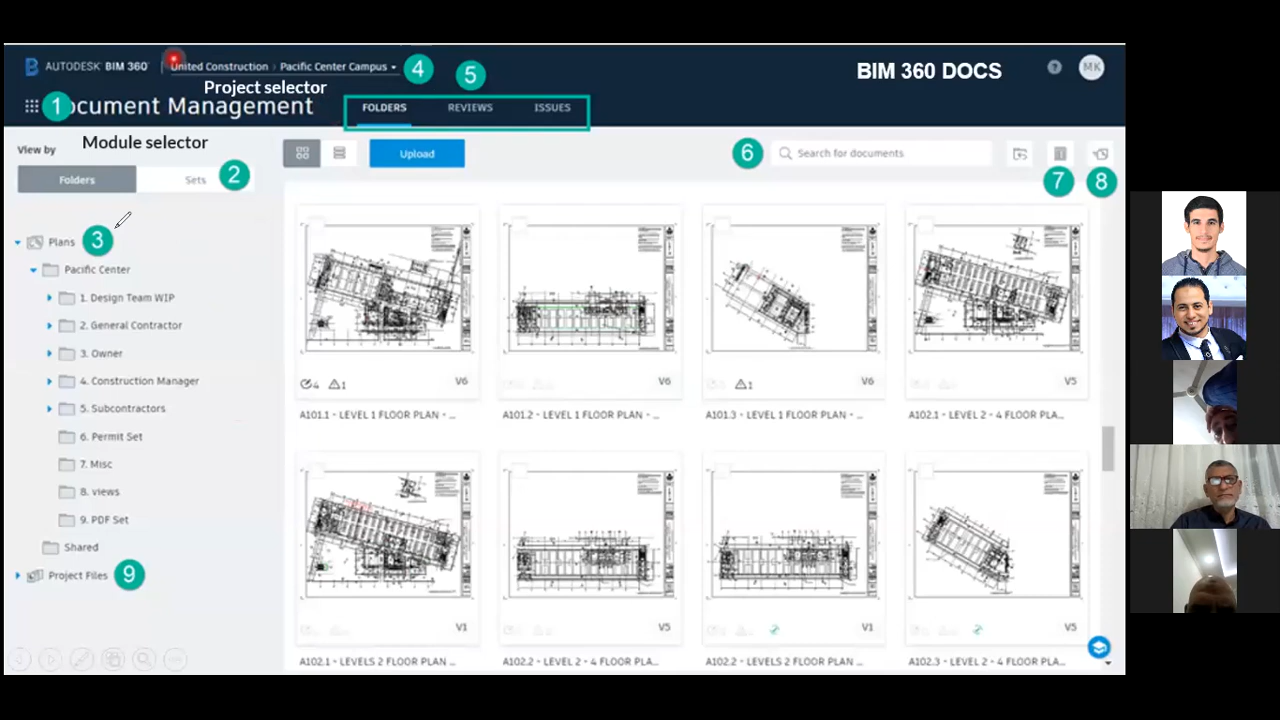 AUTODESK® BIM 360®
United Construction > Pacific Center Campus
4
5
BIM 360 DOCS
?
MK
Project selector
1
Document Management
FOLDERS
REVIEWS
ISSUES
Module selector
View by
Folders
Sets
2
Upload
6
Search for documents
7
8
Plans
3
Pacific Center
1. Design Team WIP
2. General Contractor
3. Owner
4. Construction Manager
5. Subcontractors
6. Permit Set
7. Misc
8. views
9. PDF Set
Shared
Project Files
9
4
1
V6
V6
1
V6
V5
A101.1 - LEVEL 1 FLOOR PLAN - ...
A101.2 - LEVEL 1 FLOOR PLAN - ...
A101.3 - LEVEL 1 FLOOR PLAN - ...
A102.1 - LEVEL 2 - 4 FLOOR PLA...
V1
V5
V1
V5
A102.1 - LEVELS 2 FLOOR PLAN ...
A102.2 - LEVEL 2 - 4 FLOOR PLA...
A102.2 - LEVELS 2 FLOOR PLAN ...
A102.3 - LEVEL 2 - 4 FLOOR PLA...